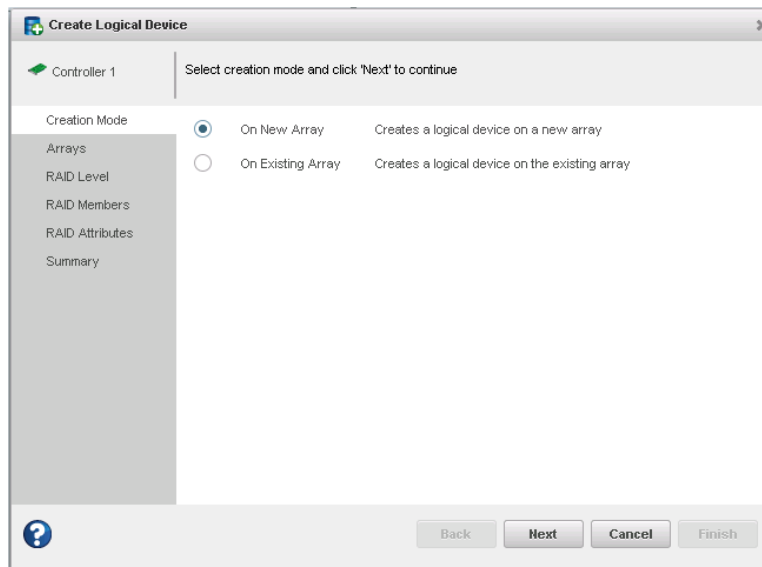 Create Logical Device
Controller 1
Select creation mode and click 'Next' to continue
Creation Mode
Arrays
RAID Level
RAID Members
RAID Attributes
Summary
On New Array Creates a logical device on a new array
On Existing Array Creates a logical device on the existing array
?
Back Next Cancel Finish